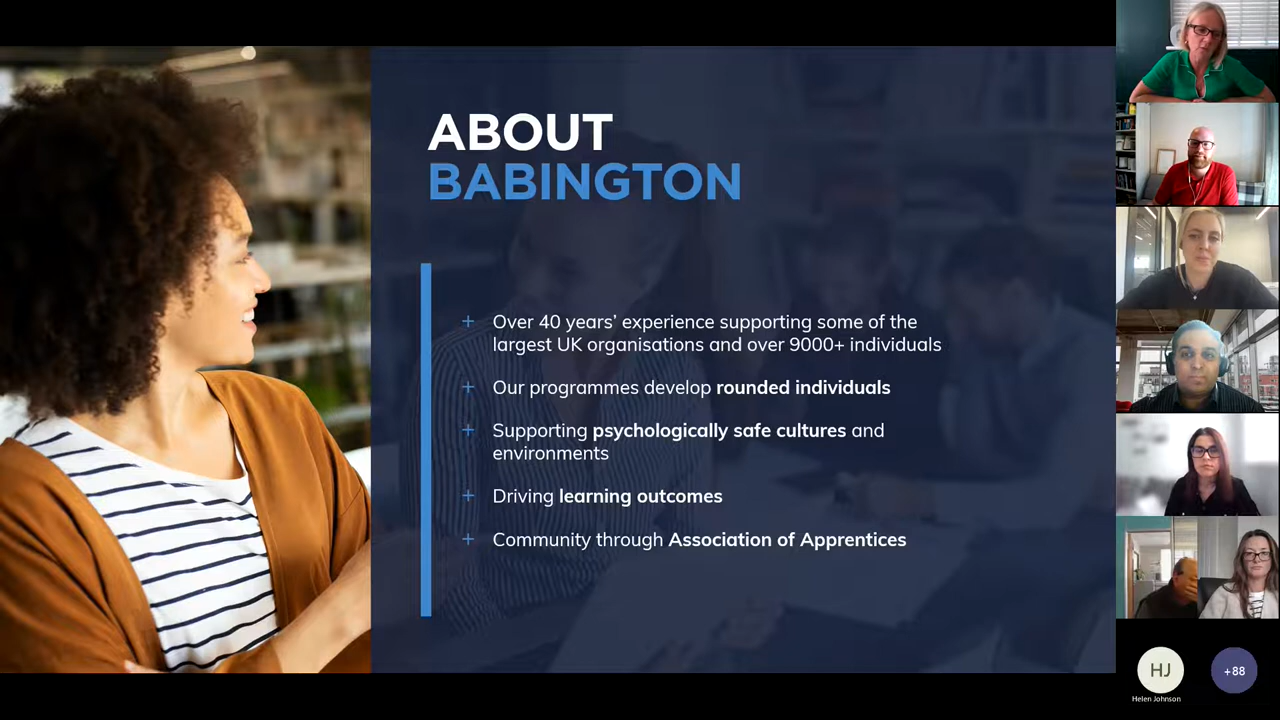 ABOUT
BABINGTON
+ Over 40 years’ experience supporting some of the
largest UK organisations and over 9000+ individuals
+ Our programmes develop rounded individuals
+ Supporting psychologically safe cultures and
environments
+ Driving learning outcomes
+ Community through Association of Apprentices
HJ
+88
Helen Johnson